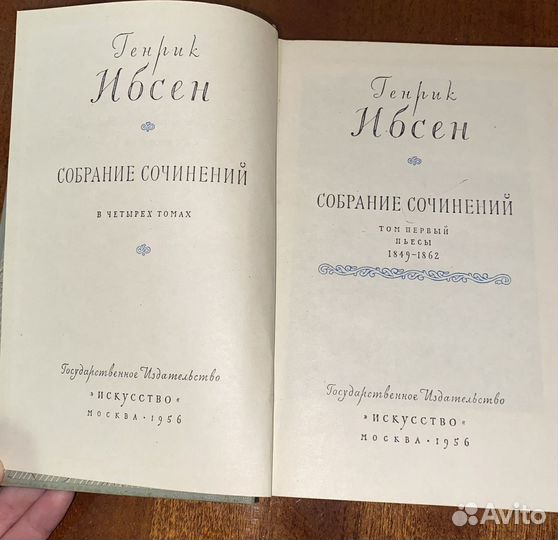 Генрик
Ибсен
СОБРАНИЕ СОЧИНЕНИЙ
В ЧЕТЫРЕХ ТОМАХ
Государственное Издательство
»ИСКУССТВО«
МОСКВА · 1956
Генрик
Ибсен
СОБРАНИЕ СОЧИНЕНИЙ
ТОМ ПЕРВЫЙ
ПЬЕСЫ
1849-1862
Государственное Издательство
»ИСКУССТВО«
МОСКВА · 1956
Avito